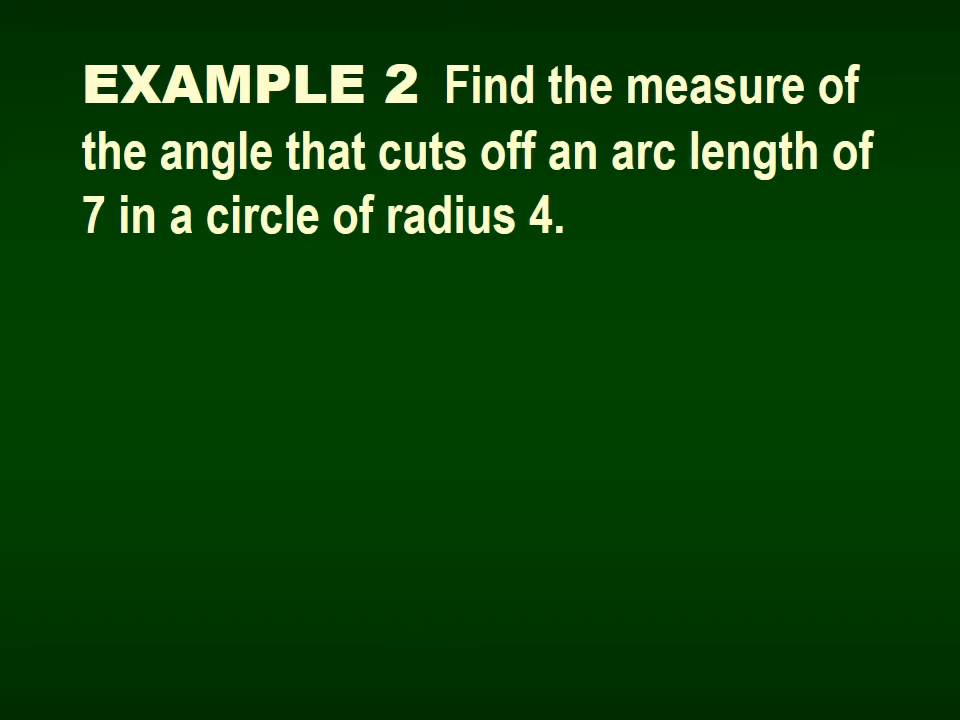 EXAMPLE 2 Find the measure of
the angle that cuts off an arc length of
7 in a circle of radius 4.